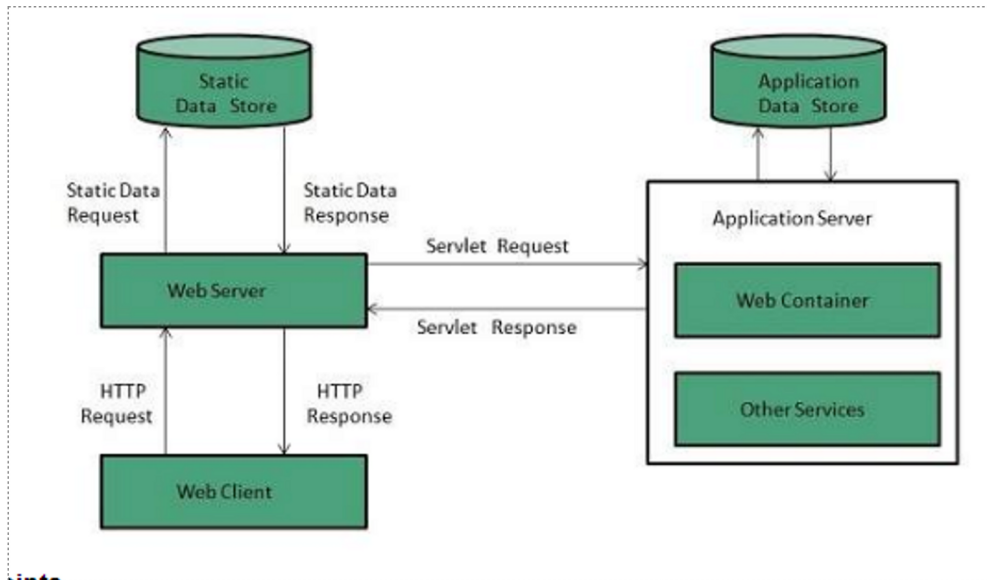 Static
Data Store
Application
Data Store
Static Data
Request
Static Data
Response
Application Server
Servlet Request
Web Server
Web Container
Servlet Response
HTTP
Request
HTTP
Response
Other Services
Web Client